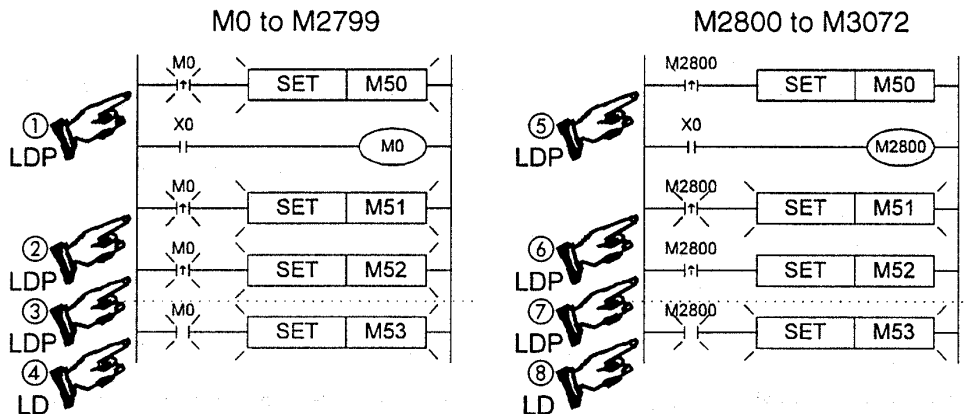 M0 to M2799
M0
SET M50
① LDP
X0
M0
M0
SET M51
② LDP
M0
SET M52
③ LDP
M0
SET M53
④ LD
M2800 to M3072
M2800
SET M50
⑤ LDP
X0
M2800
M2800
SET M51
⑥ LDP
M2800
SET M52
⑦ LDP
M2800
SET M53
⑧ LD